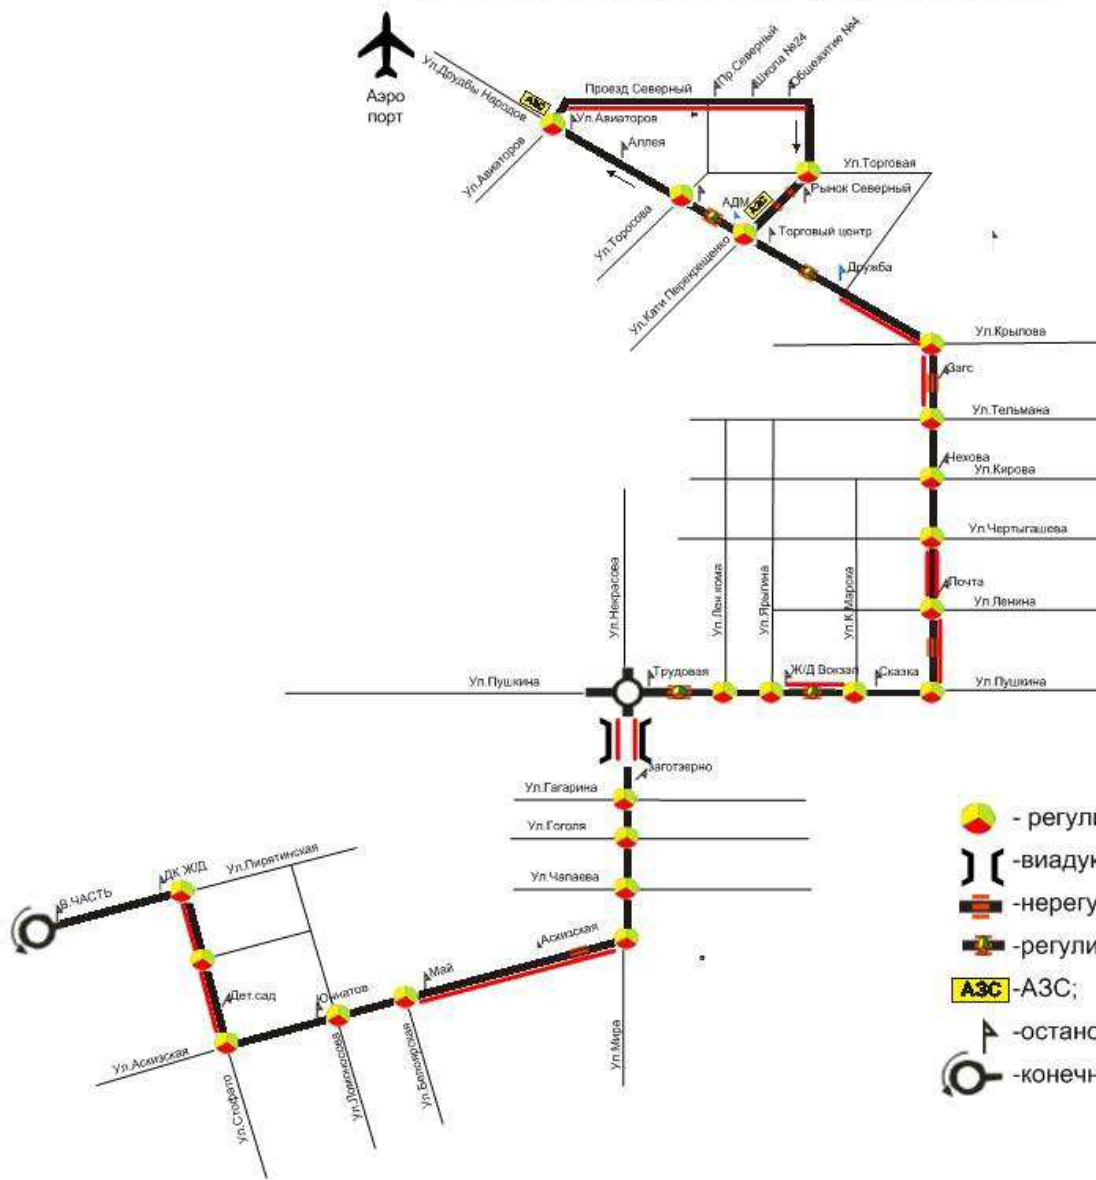 Аэро
порт
Ул.Друдбы Народов
АЗС
Проезд Северный
Пр.Северный
Школа №24
Общежитие №4
Ул.Авиаторов
Ул.Авиаторов
Аллея
Ул.Торговая
Рынок Северный
АДМ
АЗС
Ул.Торосова
Торговый центр
Ул.Кати Перекрещенко
Дружба
Ул.Крылова
Загс
Ул.Тельмана
Чехова
Ул.Кирова
Ул.Чертыгашева
Почта
Ул.Ленина
Ул.Некрасова
Ул.Лен.кома
Ул.Ярыгина
Ул.К.Маркса
Трудовая
Ж/Д Вокзал
Сказка
Ул.Пушкина
Ул.Пушкина
Заготзерно
Ул.Гагарина
Ул.Гоголя
Ул.Чапаева
Аскизская
Май
Юннатов
Дет.сад
ДК Ж/Д
В.ЧАСТЬ
Ул.Пирятинская
Ул.Аскизская
Ул.Стофато
Ул.Ломоносова
Ул.Белоярская
Ул.Мира
- регули
-виадук
-нерегу
-регули
АЗС -АЗС;
-остано
-конечн